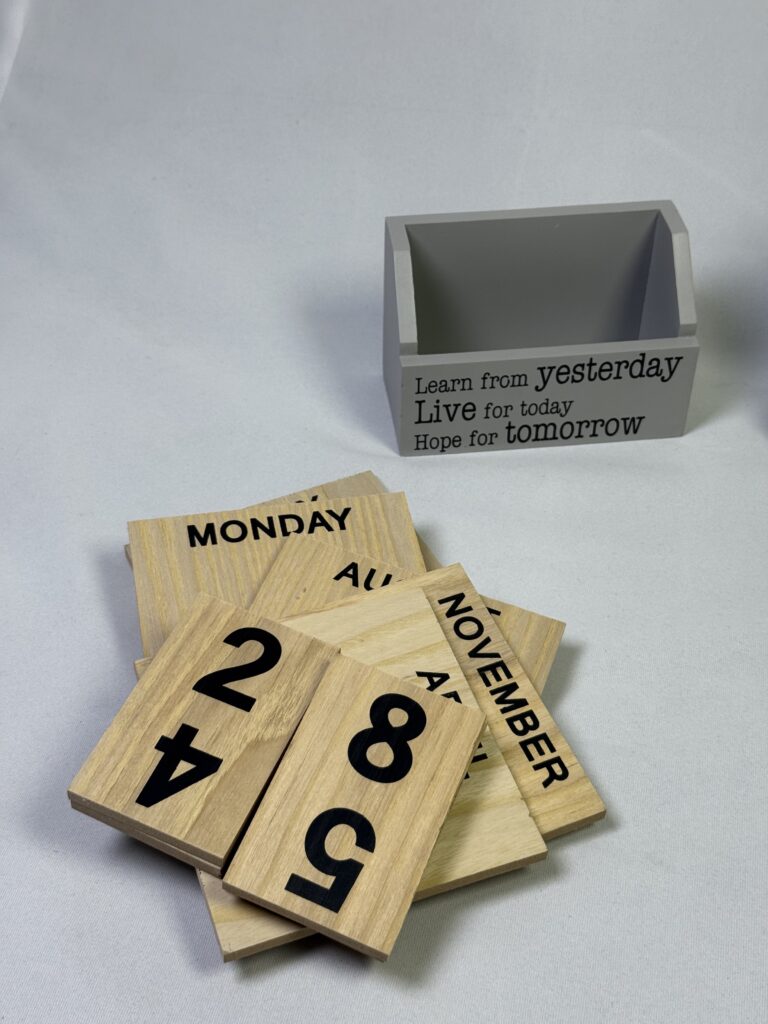 Learn from yesterday
Live for today
Hope for tomorrow
MONDAY
NOVEMBER
2
4
8
5